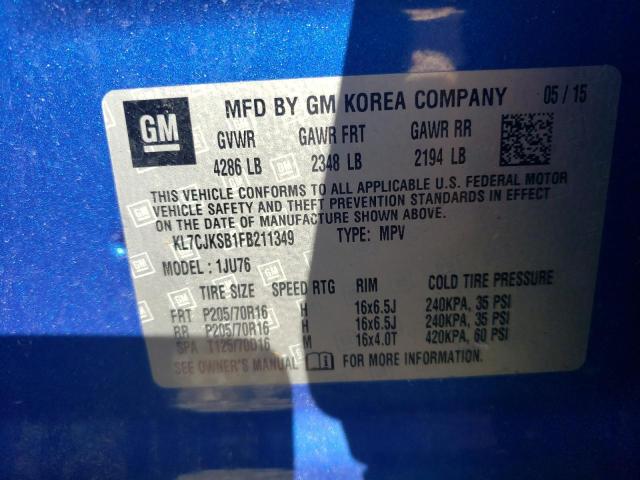 GM
MFD BY GM KOREA COMPANY 05 / 15
GVWR GAWR FRT GAWR RR
4286 LB 2348 LB 2194 LB
THIS VEHICLE CONFORMS TO ALL APPLICABLE U.S. FEDERAL MOTOR
VEHICLE SAFETY AND THEFT PREVENTION STANDARDS IN EFFECT
ON THE DATE OF MANUFACTURE SHOWN ABOVE.
KL7CJKSB1FB211349 TYPE: MPV
MODEL : 1JU76
TIRE SIZE SPEED RTG RIM COLD TIRE PRESSURE
FRT P205/70R16 H 16x6.5J 240KPA, 35 PSI
RR P205/70R16 H 16x6.5J 240KPA, 35 PSI
SPA T125/70D16 M 16x4.0T 420KPA, 60 PSI
SEE OWNER'S MANUAL FOR MORE INFORMATION.